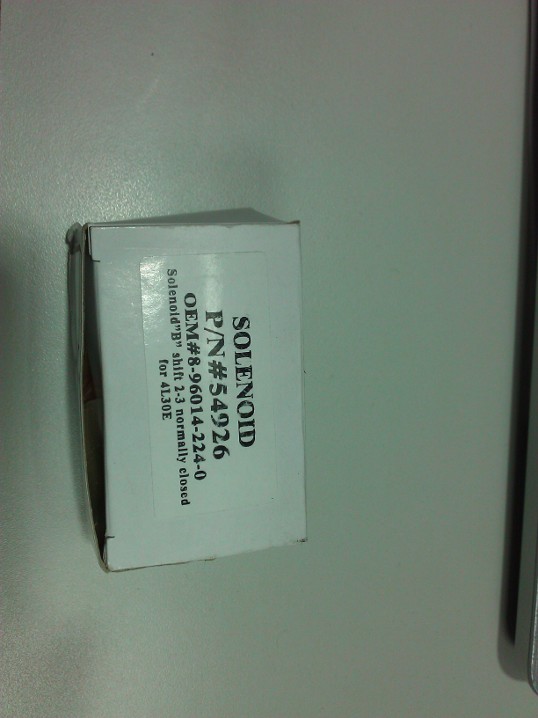 SOLENOID
P/N#54926
OEM#8-96014-224-0
Solenoid"B" shift 2-3 normally closed
for 4L30E